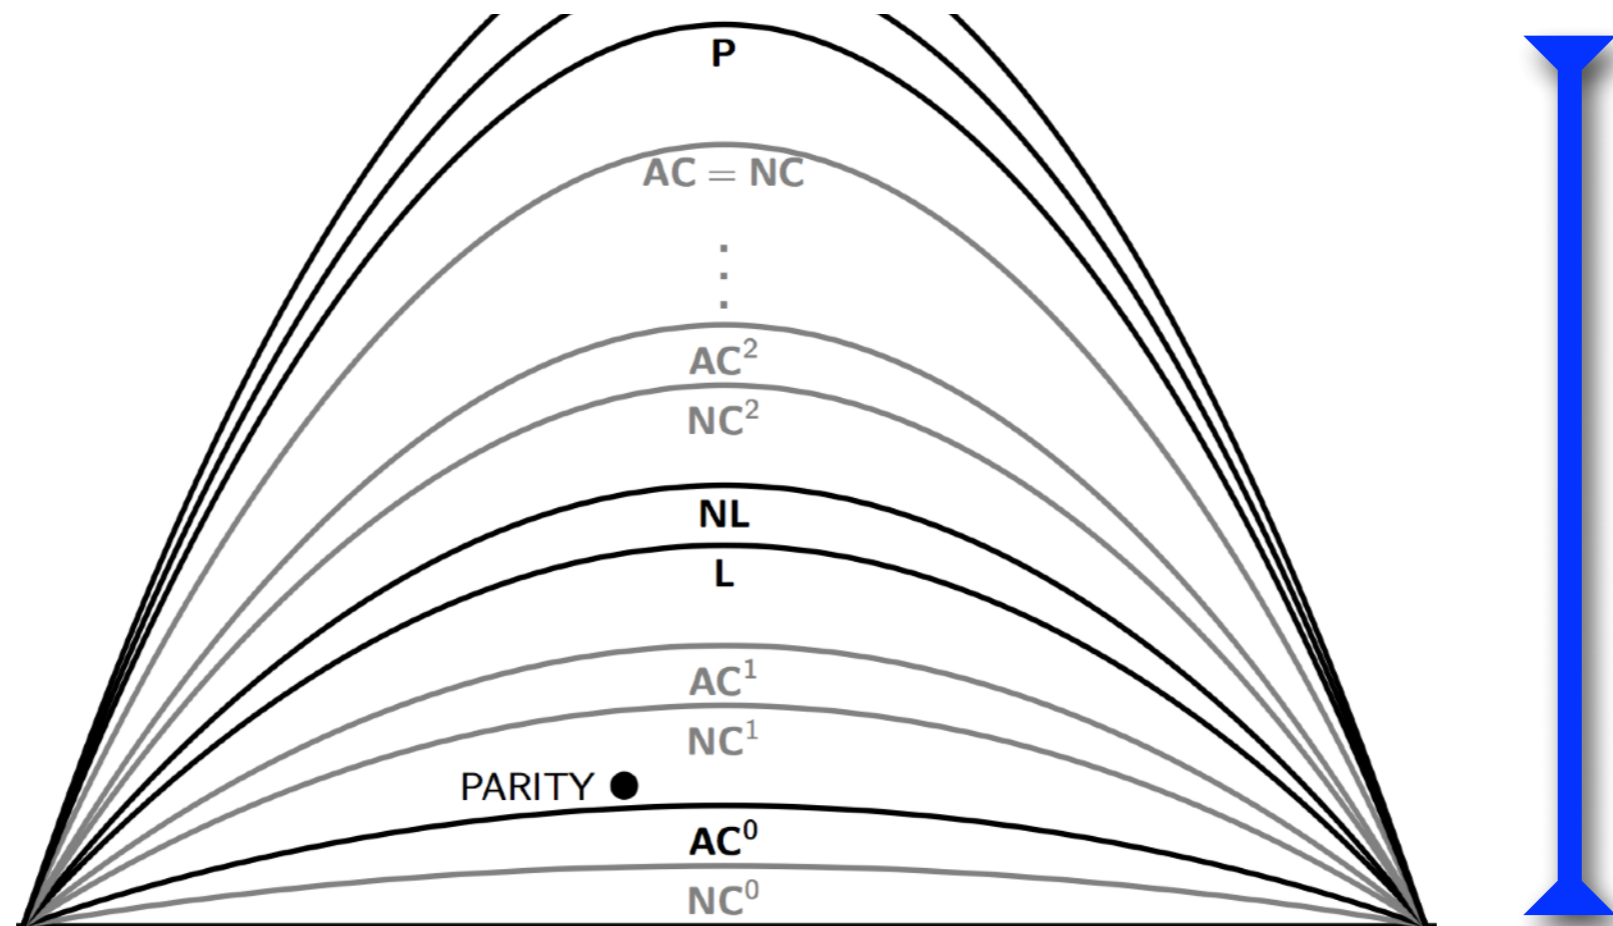 P
AC = NC
⋮
AC²
NC²
NL
L
AC¹
NC¹
PARITY
AC⁰
NC⁰